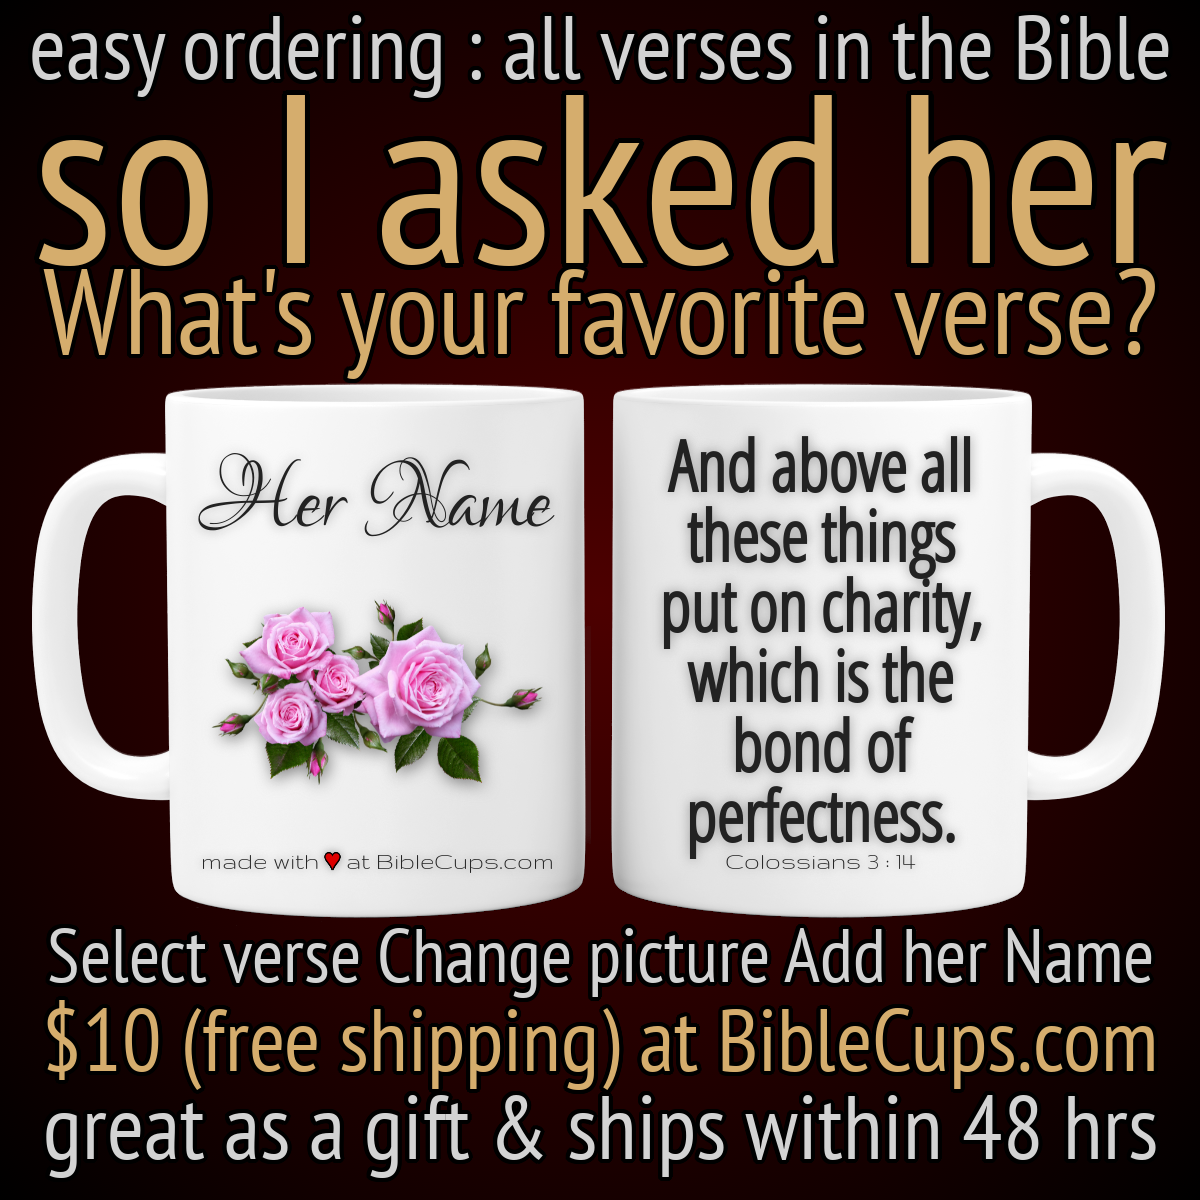 easy ordering : all verses in the Bible
so I asked her
What's your favorite verse?
Her Name
made with ♥ at BibleCups.com
And above all
these things
put on charity,
which is the
bond of
perfectness.
Colossians 3 : 14
Select verse Change picture Add her Name
$10 (free shipping) at BibleCups.com
great as a gift & ships within 48 hrs